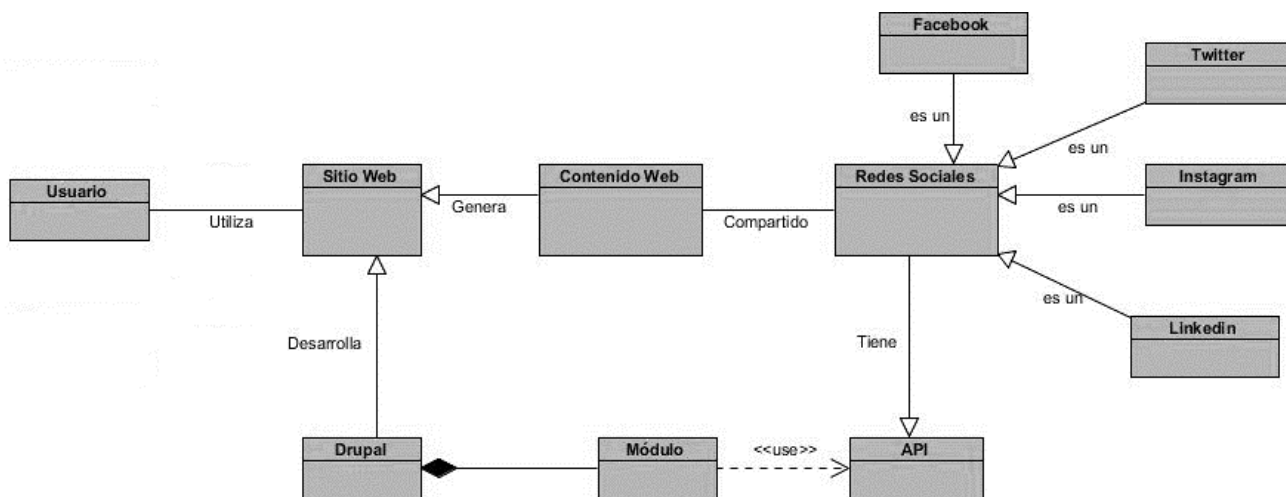 Facebook
Twitter
es un
es un
Usuario
Sitio Web
Contenido Web
Redes Sociales
Instagram
Utiliza
Genera
Compartido
es un
es un
Linkedin
Desarrolla
Tiene
Drupal
Módulo
<<use>>
API